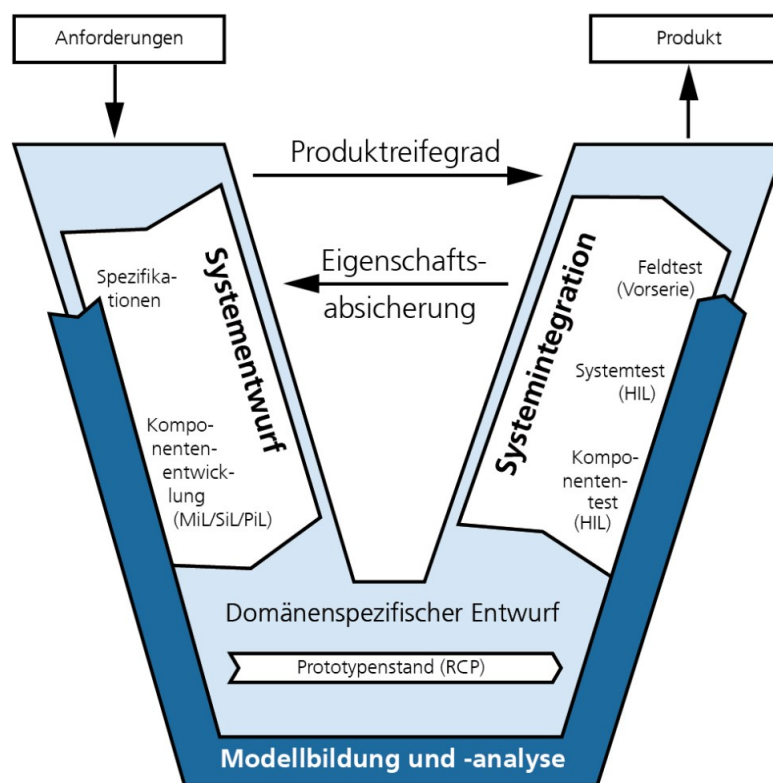 Anforderungen
Produkt
Produktreifegrad
Eigenschafts-
absicherung
Systementwurf
Spezifika-
tionen
Kompo-
nenten-
entwick-
lung
(MiL/SiL/PiL)
Systemintegration
Feldtest
(Vorserie)
Systemtest
(HIL)
Kompo-
nenten-
test
(HIL)
Domänenspezifischer Entwurf
Prototypenstand (RCP)
Modellbildung und -analyse